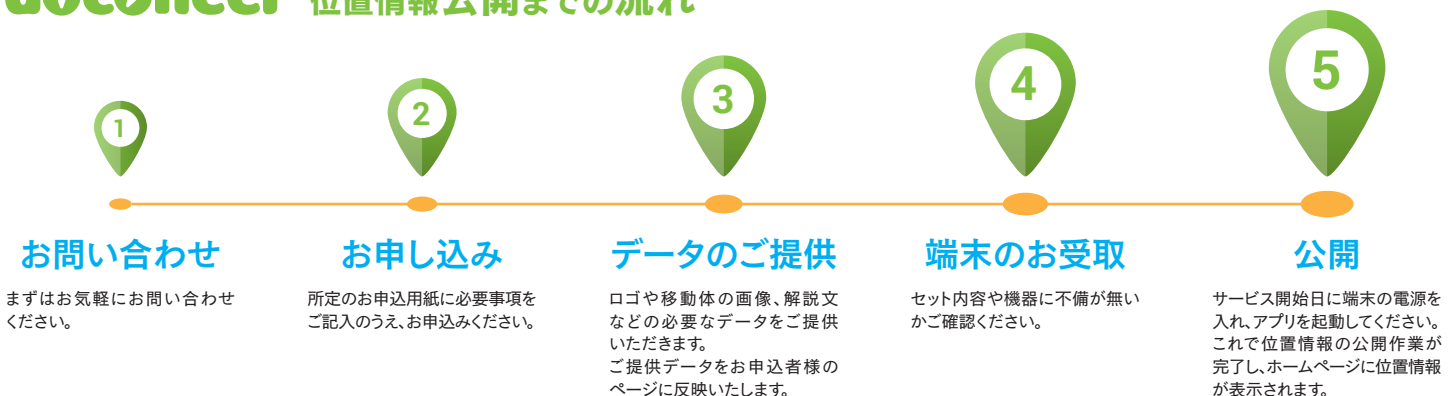 位置情報公開までの流れ
1
2
3
4
5
お問い合わせ
まずはお気軽にお問い合わせ
ください。
お申し込み
所定のお申込用紙に必要事項を
ご記入のうえ、お申込みください。
データのご提供
ロゴや移動体の画像、解説文
などの必要なデータをご提供
いただきます。
ご提供データをお申込者様の
ページに反映いたします。
端末のお受取
セット内容や機器に不備が無い
かご確認ください。
公開
サービス開始日に端末の電源を
入れ、アプリを起動してください。
これで位置情報の公開作業が
完了し、ホームページに位置情報
が表示されます。